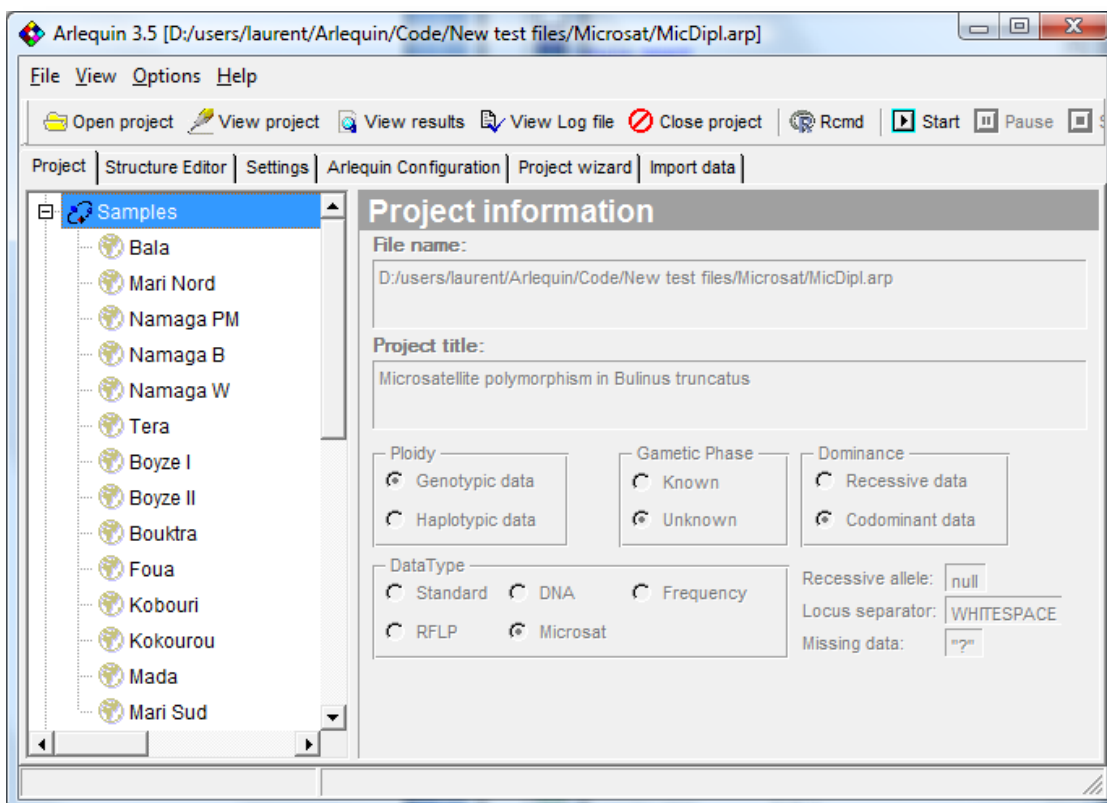 Arlequin 3.5 [D:/users/laurent/Arlequin/Code/New test files/Microsat/MicDipl.arp]
File View Options Help
Open project View project View results View Log file Close project Rcmd Start Pause
Project Structure Editor Settings Arlequin Configuration Project wizard Import data
Samples
Bala
Mari Nord
Namaga PM
Namaga B
Namaga W
Tera
Boyze I
Boyze II
Bouktra
Foua
Kobouri
Kokourou
Mada
Mari Sud
Project information
File name:
D:/users/laurent/Arlequin/Code/New test files/Microsat/MicDipl.arp
Project title:
Microsatellite polymorphism in Bulinus truncatus
Ploidy
Genotypic data
Haplotypic data
Gametic Phase
Known
Unknown
Dominance
Recessive data
Codominant data
DataType
Standard DNA Frequency
RFLP Microsat
Recessive allele: null
Locus separator: WHITESPACE
Missing data: "?"